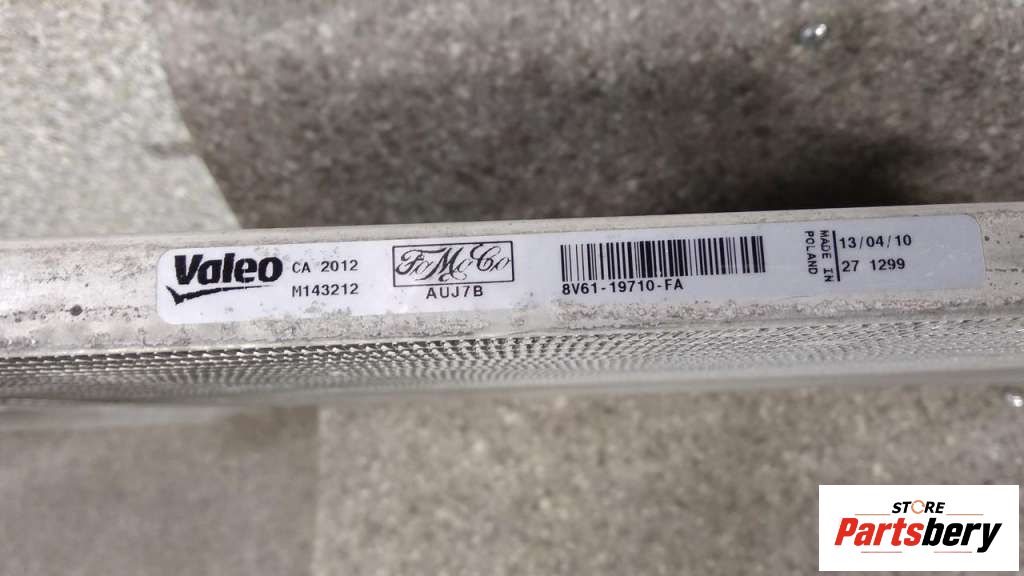 Valeo
CA 2012
M143212
FoMoCo
AUJ7B
8V61-19710-FA
MADE IN
POLAND
13/04/10
27 1299
STORE
Partsbery